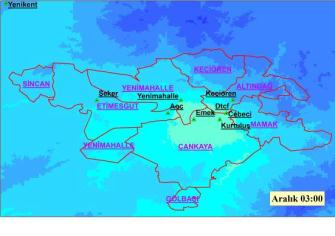 Yenikent
KEÇİÖREN
SİNCAN
YENİMAHALLE
ALTINDAĞ
Şeker
Yenimahalle
Keçiören
ETİMESGUT
Aoç
Dtcf
Emek
Cebeci
Kurtuluş
MAMAK
YENİMAHALLE
ÇANKAYA
GÖLBAŞI
Aralık 03:00